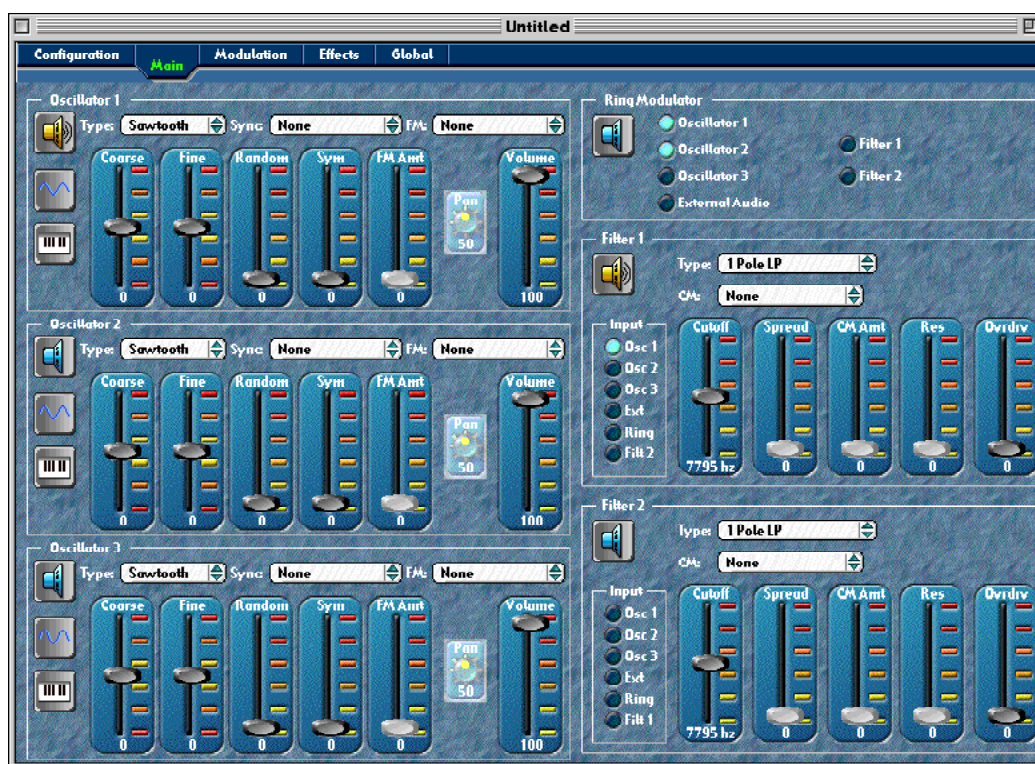 Untitled
Configuration Main Modulation Effects Global
Oscillator 1
Type: Sawtooth Sync: None FM: None
Coarse Fine Random Sym FM Amt Volume
Pan
50
0 0 0 0 0 100
Oscillator 2
Type: Sawtooth Sync: None FM: None
Coarse Fine Random Sym FM Amt Volume
Pan
50
0 0 0 0 0 100
Oscillator 3
Type: Sawtooth Sync: None FM: None
Coarse Fine Random Sym FM Amt Volume
Pan
50
0 0 0 0 0 100
Ring Modulator
Oscillator 1
Oscillator 2 Filter 1
Oscillator 3 Filter 2
External Audio
Filter 1
Type: 1 Pole LP
CM: None
Input
Osc 1
Osc 2
Osc 3
Ext
Ring
Filt 2
Cutoff Spread CM Amt Res Ovrdrv
7795 hz 0 0 0 0
Filter 2
Type: 1 Pole LP
CM: None
Input
Osc 1
Osc 2
Osc 3
Ext
Ring
Filt 1
Cutoff Spread CM Amt Res Ovrdrv
7795 hz 0 0 0 0